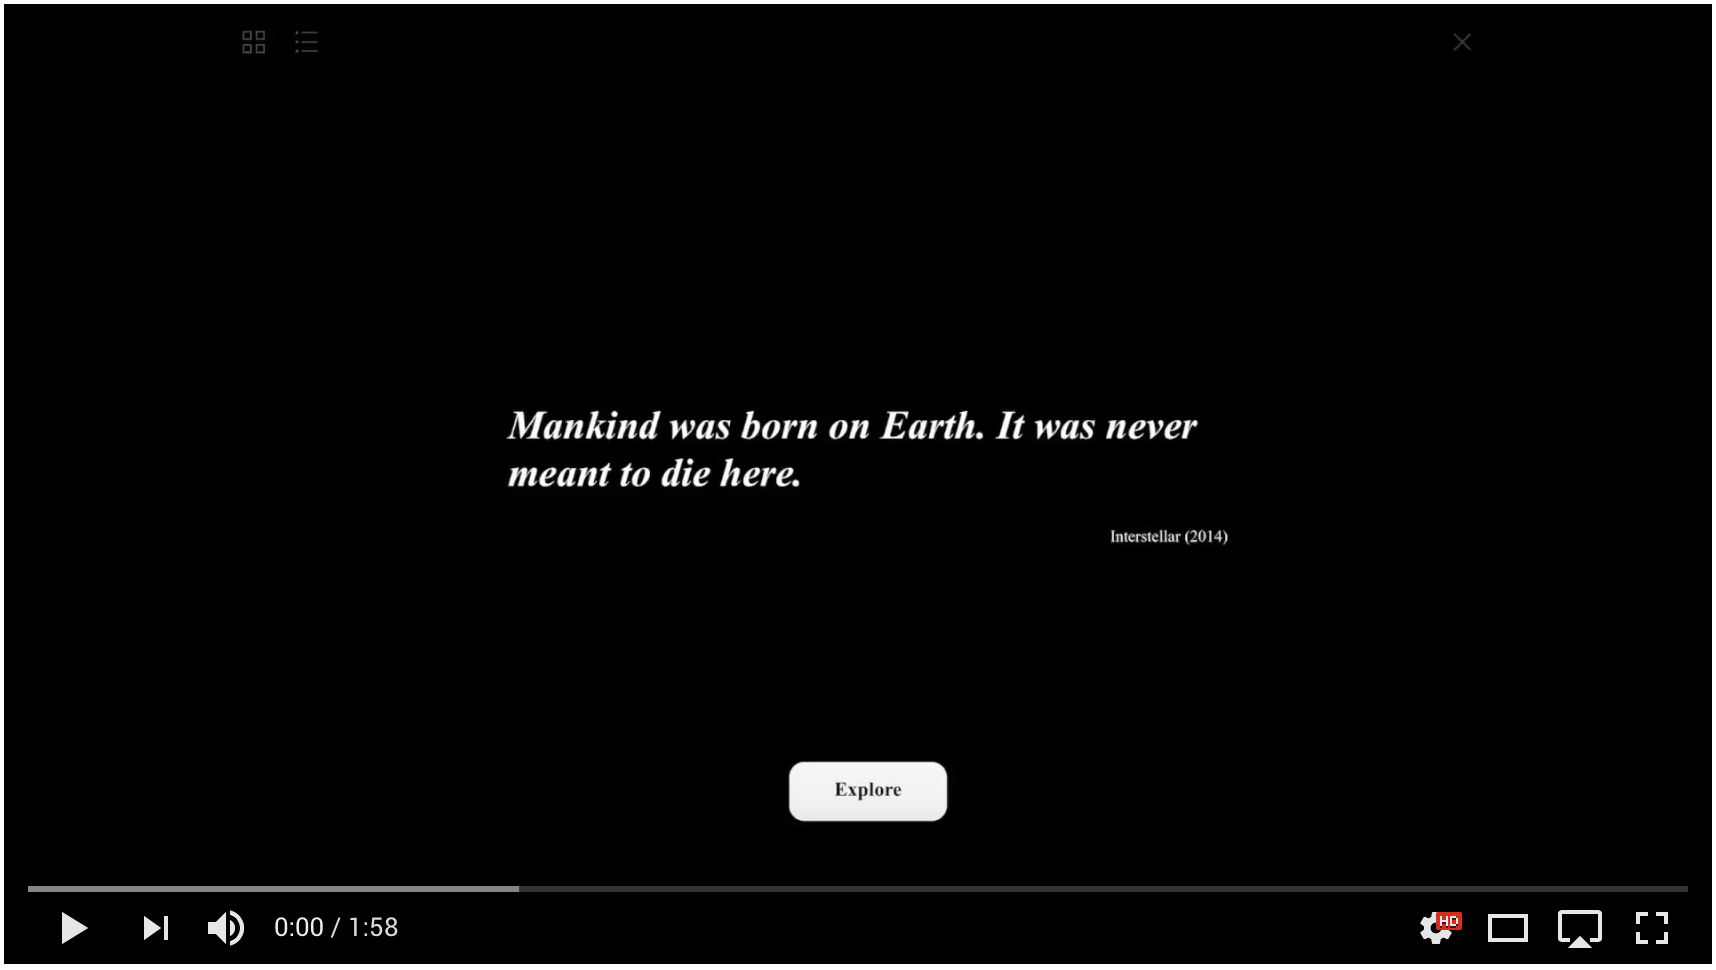 Mankind was born on Earth. It was never
meant to die here.
Interstellar (2014)
Explore
0:00 / 1:58
HD